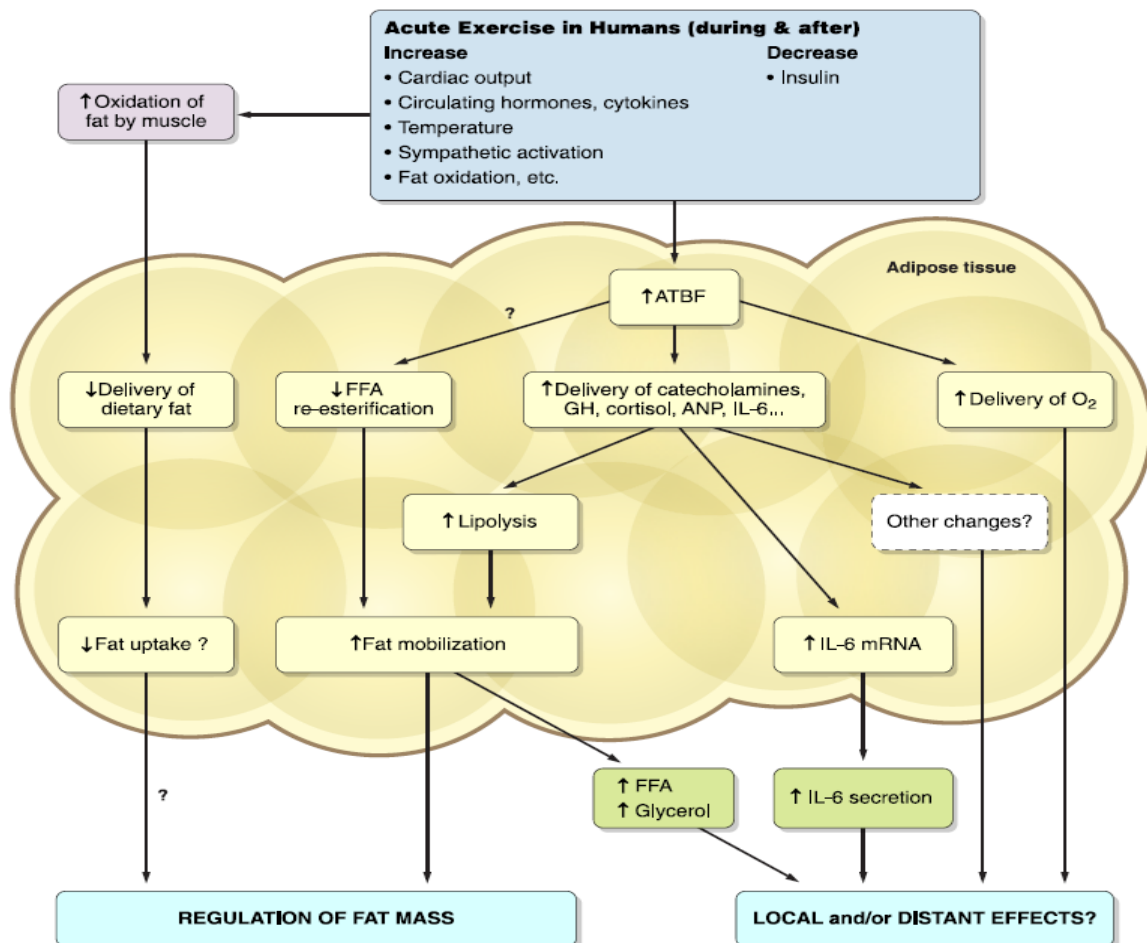 Acute Exercise in Humans (during & after)
Increase
• Cardiac output
• Circulating hormones, cytokines
• Temperature
• Sympathetic activation
• Fat oxidation, etc.
Decrease
• Insulin
↑Oxidation of
fat by muscle
Adipose tissue
↑ATBF
?
↓Delivery of
dietary fat
↓FFA
re-esterification
↑Delivery of catecholamines,
GH, cortisol, ANP, IL-6...
↑Delivery of O₂
↑ Lipolysis
Other changes?
↓Fat uptake ?
↑Fat mobilization
↑ IL-6 mRNA
?
↑ FFA
↑ Glycerol
↑ IL-6 secretion
REGULATION OF FAT MASS
LOCAL and/or DISTANT EFFECTS?